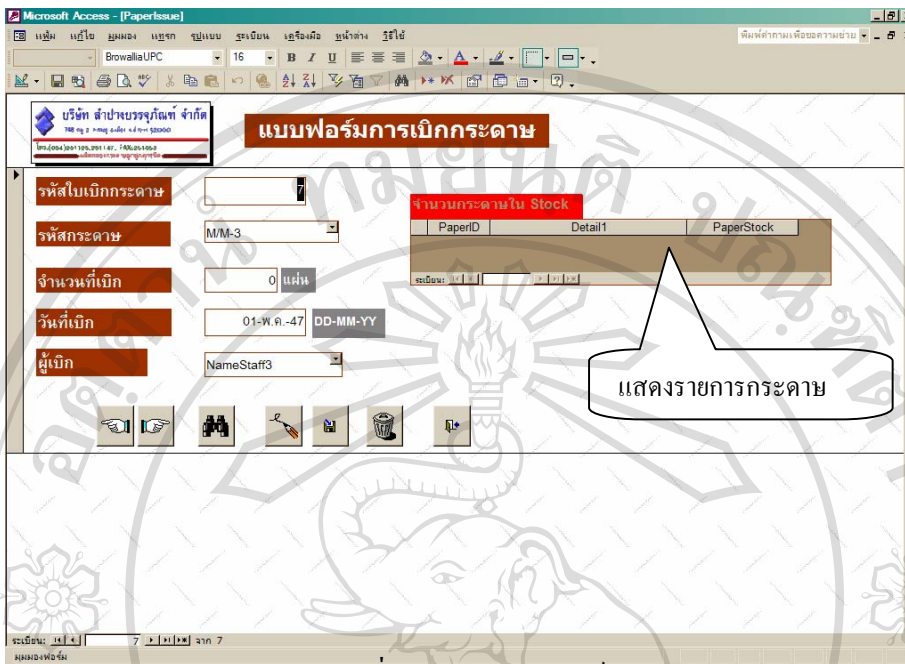 Microsoft Access - [PaperIssue]
แฟ้ม แก้ไข มุมมอง แทรก รูปแบบ ระเบียน เครื่องมือ หน้าต่าง วิธีใช้ พิมพ์คำถามเพื่อขอความช่วย
BrowalliaUPC 16 B I U
บริษัท ลำปางบรรจุภัณฑ์ จำกัด
แบบฟอร์มการเบิกกระดาษ
รหัสใบเบิกกระดาษ 7
จำนวนกระดาษใน Stock
รหัสกระดาษ M/M-3
PaperID Detail1 PaperStock
จำนวนที่เบิก 0 แผ่น
ระเบียน:
วันที่เบิก 01-พ.ค.-47 DD-MM-YY
ผู้เบิก NameStaff3
แสดงรายการกระดาษ
ระเบียน: 7 จาก 7
มุมมองฟอร์ม